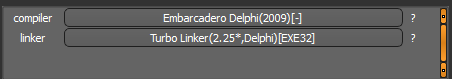 compiler Embarcadero Delphi(2009)[-] ?
linker Turbo Linker(2.25*,Delphi)[EXE32] ?